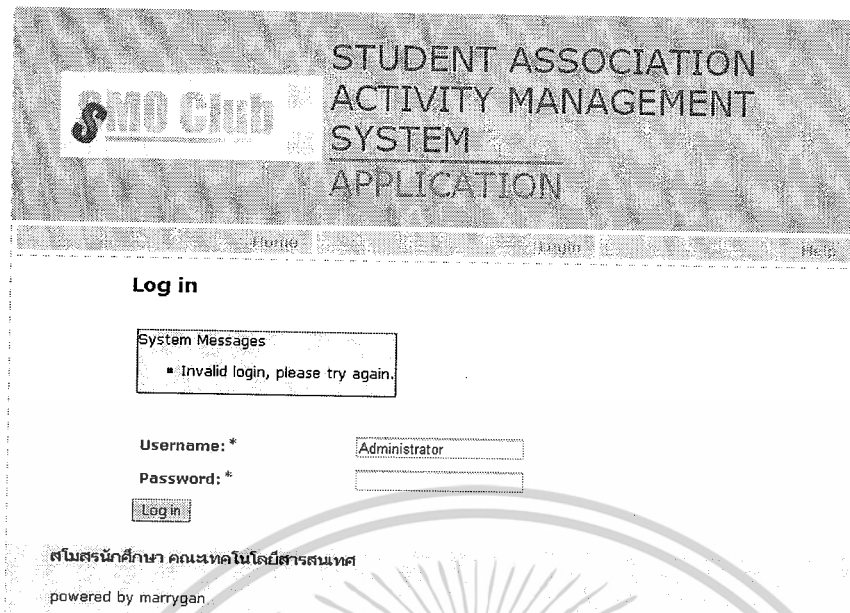 SMO Club
STUDENT ASSOCIATION
ACTIVITY MANAGEMENT
SYSTEM
APPLICATION
Home Login Help
Log in
System Messages
▪ Invalid login, please try again.
Username: * Administrator
Password: *
Log in
สโมสรนักศึกษา คณะเทคโนโลยีสารสนเทศ
powered by marrygan